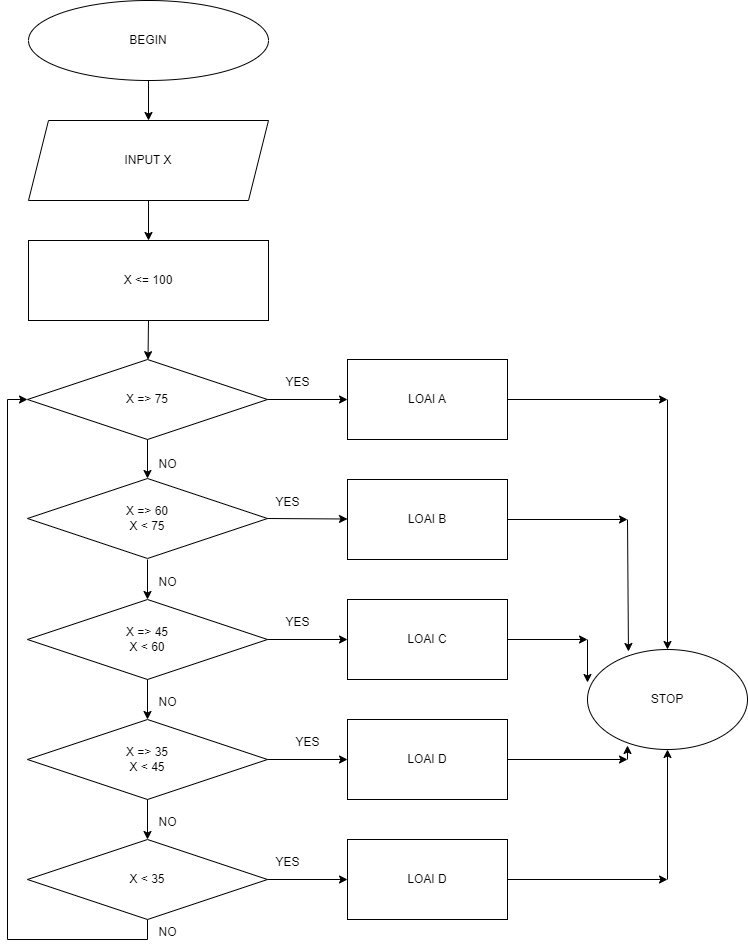 BEGIN
INPUT X
X <= 100
X => 75
YES
LOAI A
NO
X => 60
X < 75
YES
LOAI B
NO
X => 45
X < 60
YES
LOAI C
NO
STOP
X => 35
X < 45
YES
LOAI D
NO
X < 35
YES
LOAI D
NO